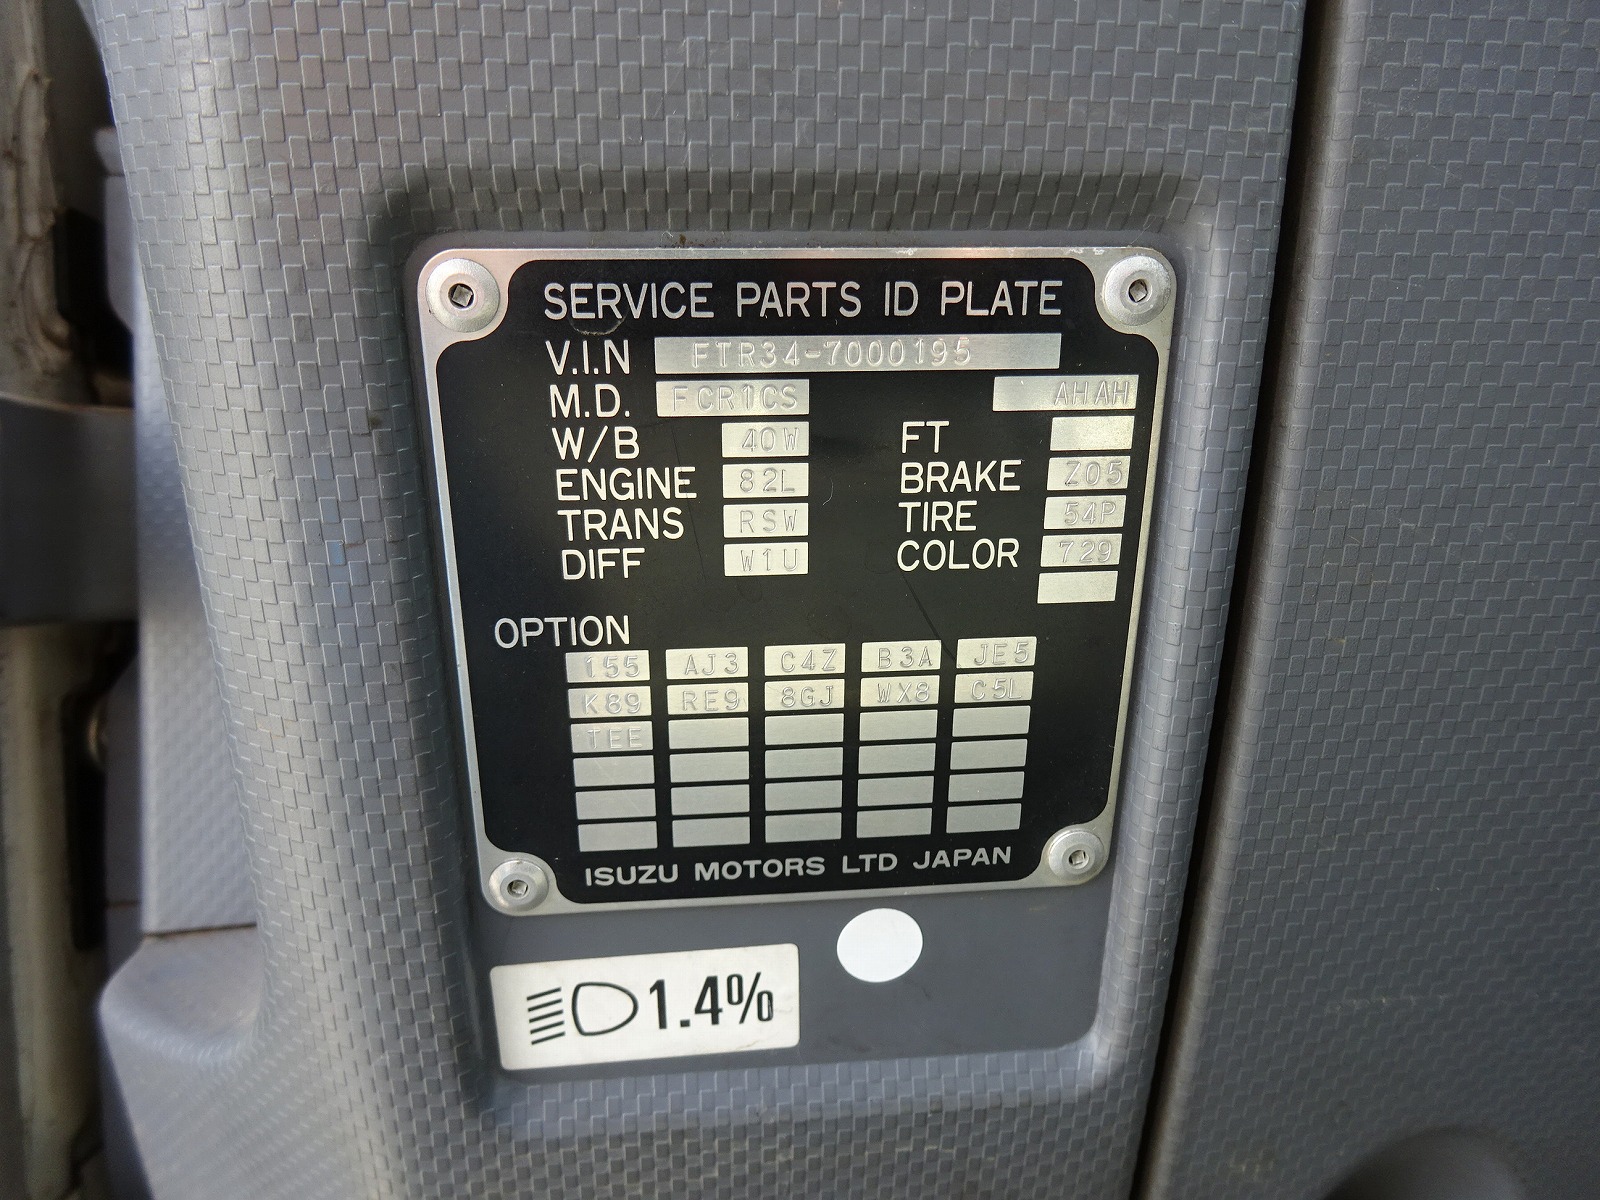 SERVICE PARTS ID PLATE
V.I.N FTR34-7000195
M.D. FCR1CS AHAH
W/B 40W FT
ENGINE 82L BRAKE Z05
TRANS RSW TIRE 54P
DIFF W1U COLOR 729
OPTION
155 AJ3 C4Z B3A JE5
K89 RE9 8GJ WX8 C5L
TEE
ISUZU MOTORS LTD JAPAN
1.4%